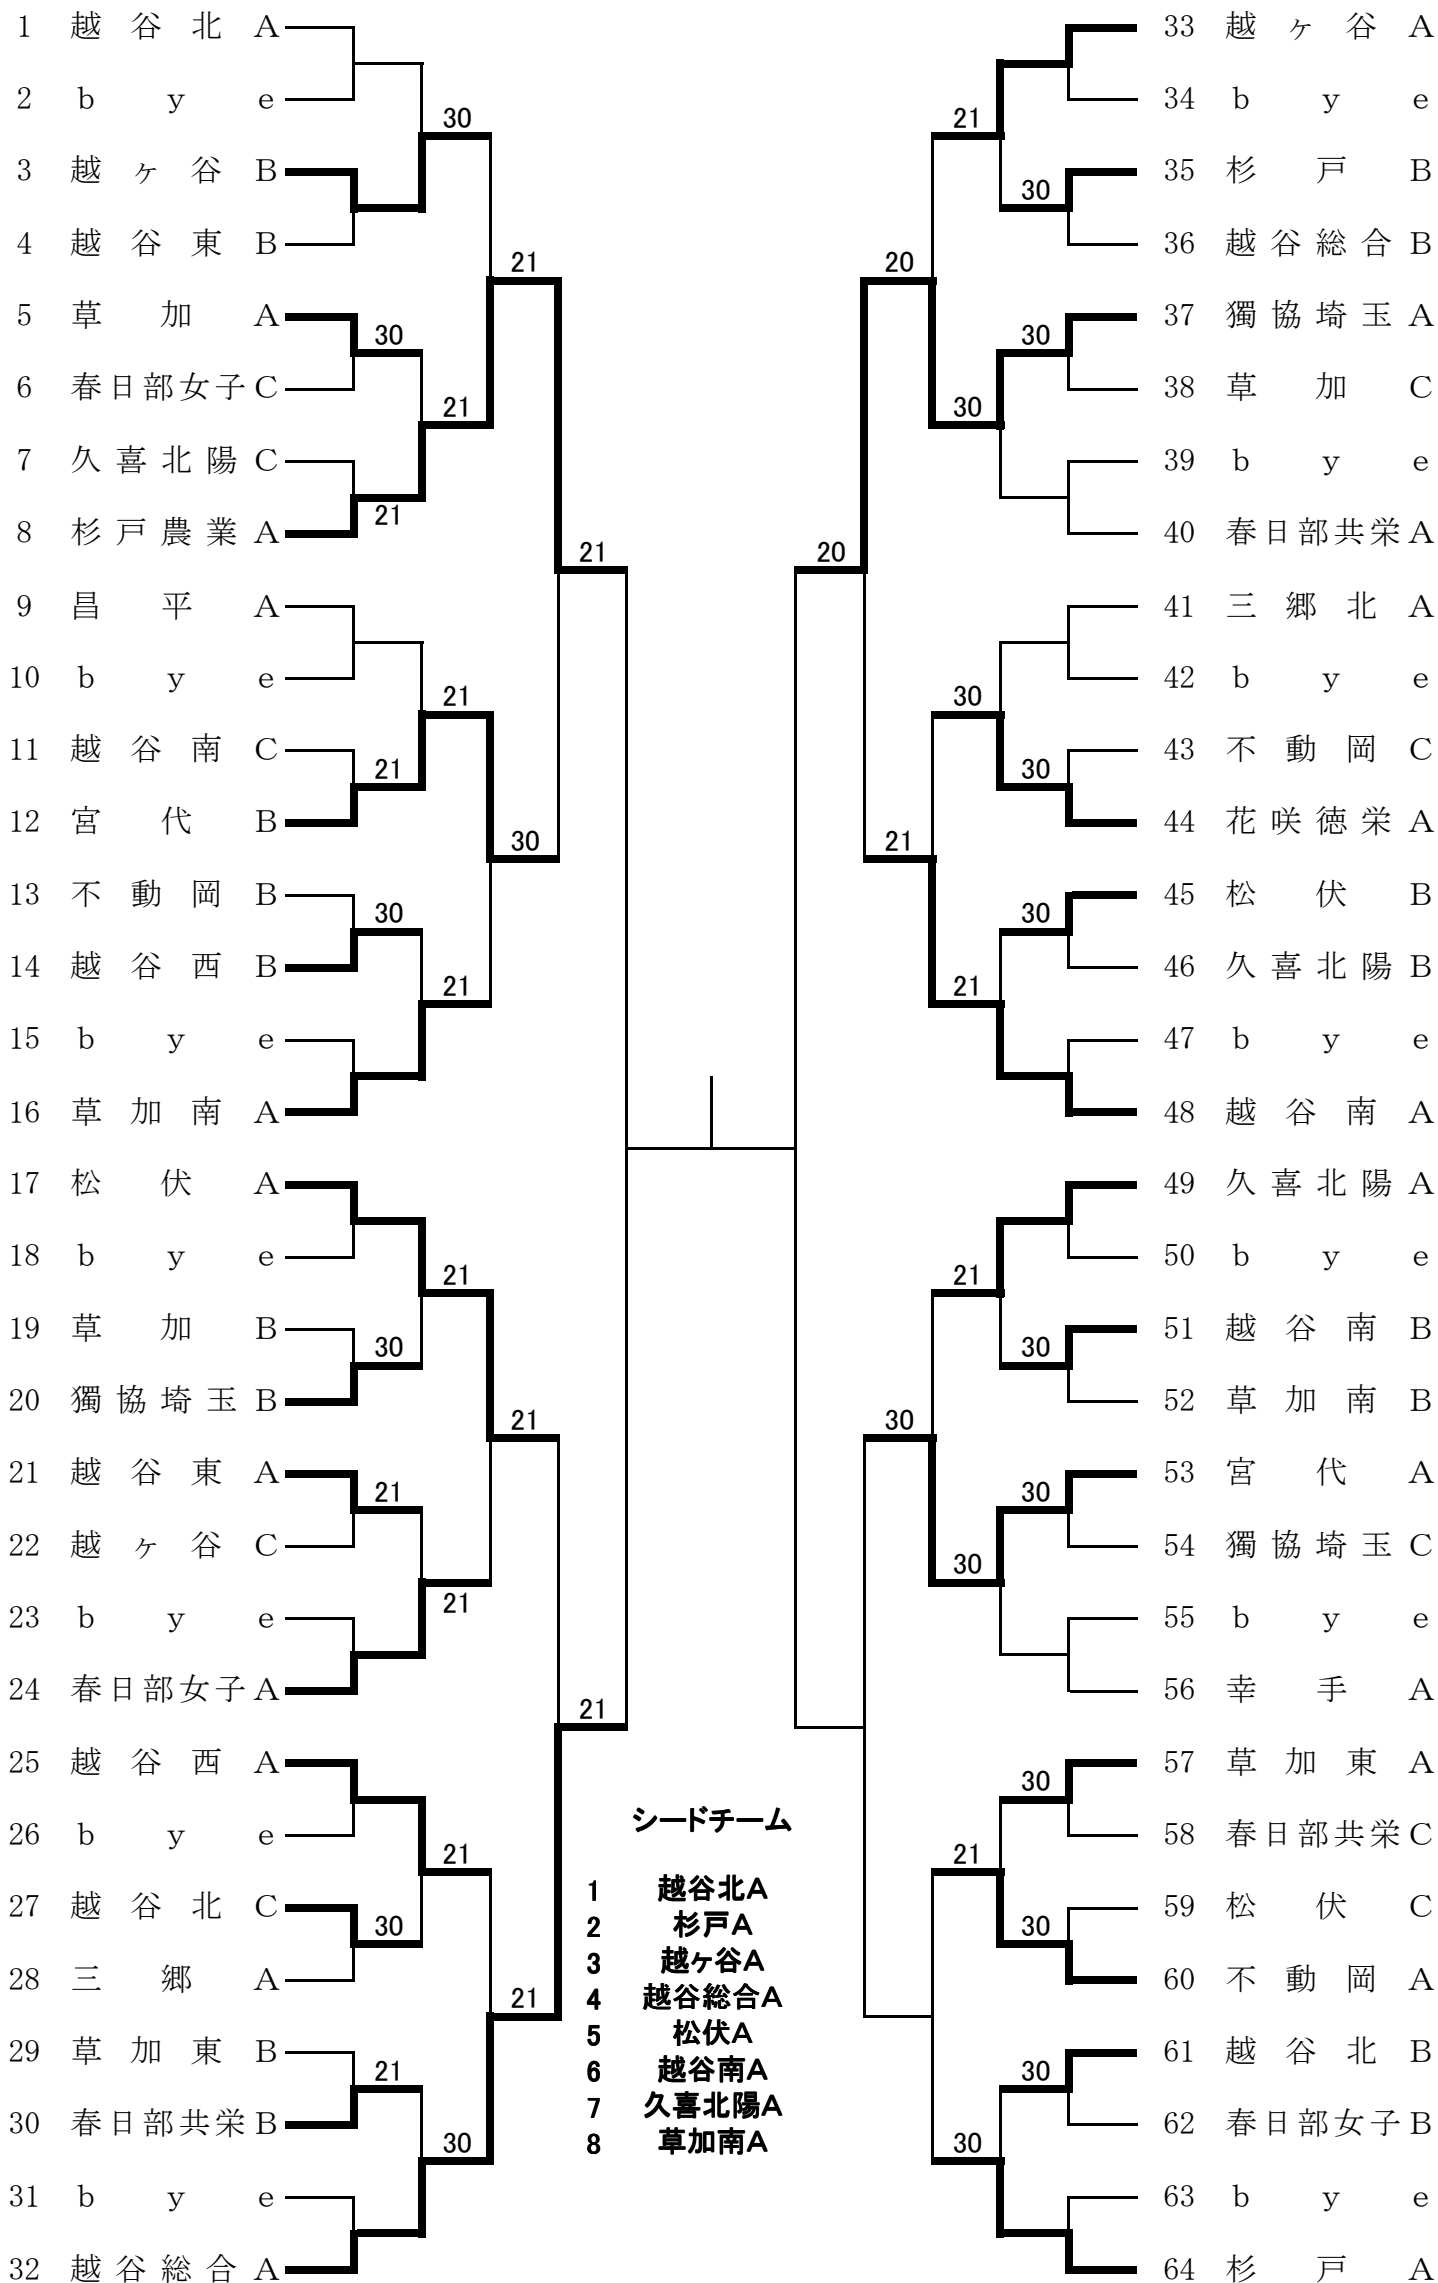 1 越谷北A
2 bye
30
3 越ヶ谷B
4 越谷東B
21
5 草加A
30
6 春日部女子C
21
7 久喜北陽C
21
8 杉戸農業A
21
9 昌平A
10 bye
21
11 越谷南C
21
12 宮代B
30
13 不動岡B
30
14 越谷西B
21
15 bye
16 草加南A
17 松伏A
18 bye
21
19 草加B
30
20 獨協埼玉B
21
21 越谷東A
21
22 越ヶ谷C
21
23 bye
24 春日部女子A
21
25 越谷西A
26 bye
21
27 越谷北C
30
28 三郷A
21
29 草加東B
21
30 春日部共栄B
30
31 bye
32 越谷総合A
シードチーム
1 越谷北A
2 杉戸A
3 越ヶ谷A
4 越谷総合A
5 松伏A
6 越谷南A
7 久喜北陽A
8 草加南A
33 越ヶ谷A
34 bye
21
35 杉戸B
30
36 越谷総合B
20
37 獨協埼玉A
30
38 草加C
30
39 bye
40 春日部共栄A
20
41 三郷北A
42 bye
30
43 不動岡C
30
44 花咲徳栄A
21
45 松伏B
30
46 久喜北陽B
21
47 bye
48 越谷南A
49 久喜北陽A
50 bye
21
51 越谷南B
30
52 草加南B
30
53 宮代A
30
54 獨協埼玉C
30
55 bye
56 幸手A
57 草加東A
30
58 春日部共栄C
21
59 松伏C
30
60 不動岡A
61 越谷北B
30
62 春日部女子B
30
63 bye
64 杉戸A